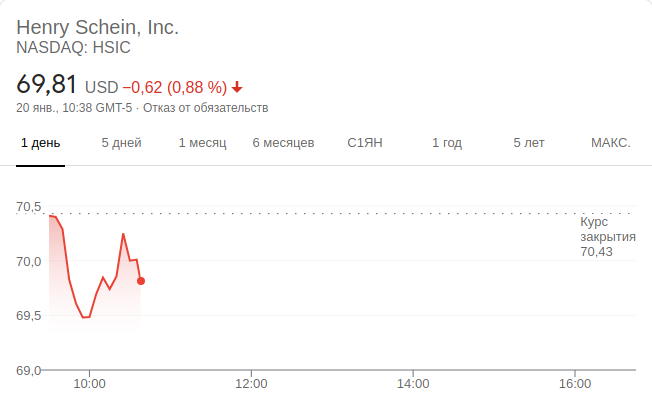 Henry Schein, Inc.
NASDAQ: HSIC
69,81 USD −0,62 (0,88 %)
20 янв., 10:38 GMT-5 · Отказ от обязательств
1 день 5 дней 1 месяц 6 месяцев С1ЯН 1 год 5 лет МАКС.
70,5
Курс
закрытия
70,43
70,0
69,5
69,0
10:00 12:00 14:00 16:00